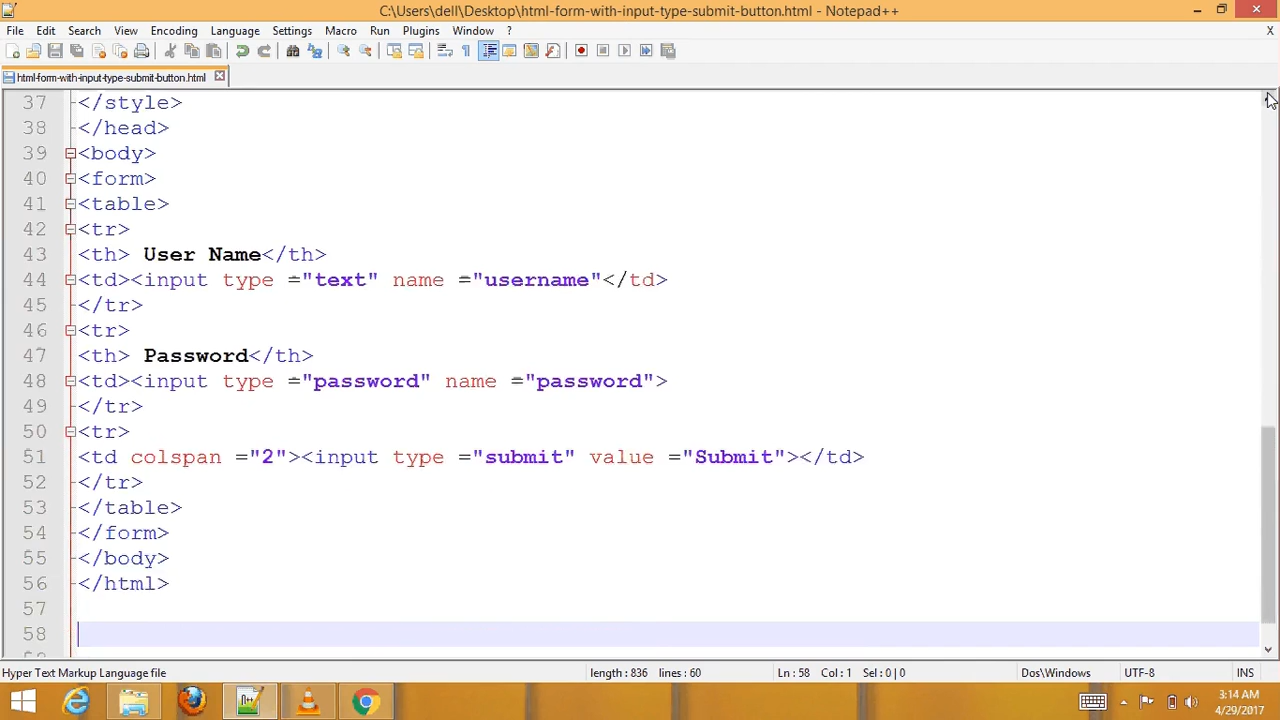 C:\Users\dell\Desktop\html-form-with-input-type-submit-button.html - Notepad++
File Edit Search View Encoding Language Settings Macro Run Plugins Window ? X
html-form-with-input-type-submit-button.html
37 </style>
38 </head>
39 <body>
40 <form>
41 <table>
42 <tr>
43 <th> User Name</th>
44 <td><input type ="text" name ="username"</td>
45 </tr>
46 <tr>
47 <th> Password</th>
48 <td><input type ="password" name ="password">
49 </tr>
50 <tr>
51 <td colspan ="2"><input type ="submit" value ="Submit"></td>
52 </tr>
53 </table>
54 </form>
55 </body>
56 </html>
57
58
Hyper Text Markup Language file length : 836 lines : 60 Ln : 58 Col : 1 Sel : 0 | 0 Dos\Windows UTF-8 INS
3:14 AM
4/29/2017